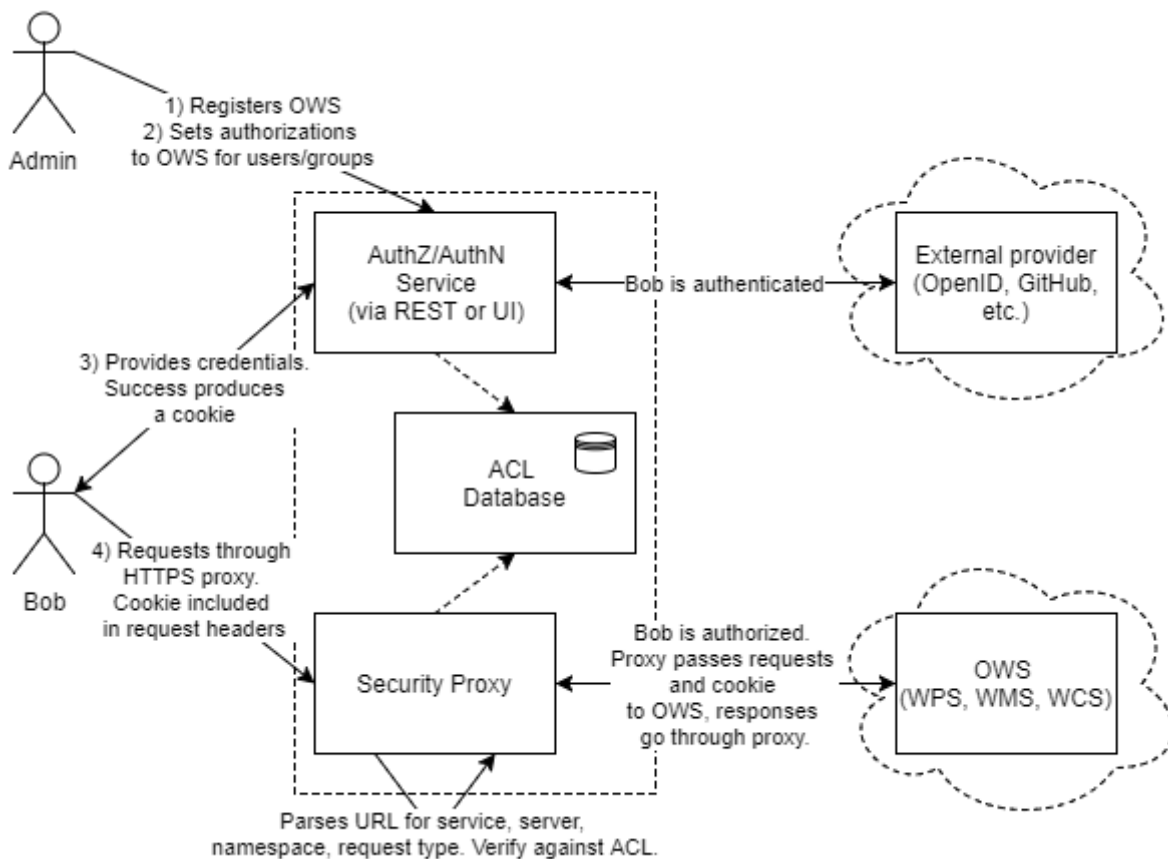 1) Registers OWS
2) Sets authorizations
to OWS for users/groups
Admin
AuthZ/AuthN
Service
(via REST or UI)
Bob is authenticated
External provider
(OpenID, GitHub,
etc.)
3) Provides credentials.
Success produces
a cookie
ACL
Database
Bob
4) Requests through
HTTPS proxy.
Cookie included
in request headers
Security Proxy
Bob is authorized.
Proxy passes requests
and cookie
to OWS, responses
go through proxy.
OWS
(WPS, WMS, WCS)
Parses URL for service, server,
namespace, request type. Verify against ACL.